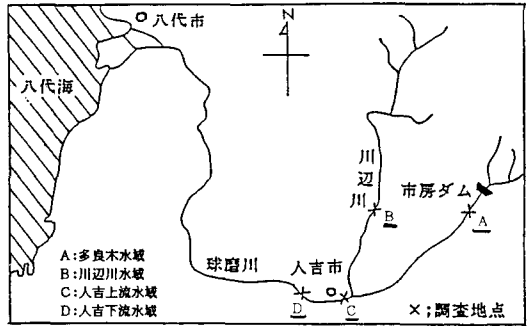 八代市
N
八代海
川辺川
市房ダム
B
A
A:多良木水域
B:川辺川水域
C:人吉上流水域
D:人吉下流水域
球磨川
人吉市
D
C
×;調査地点